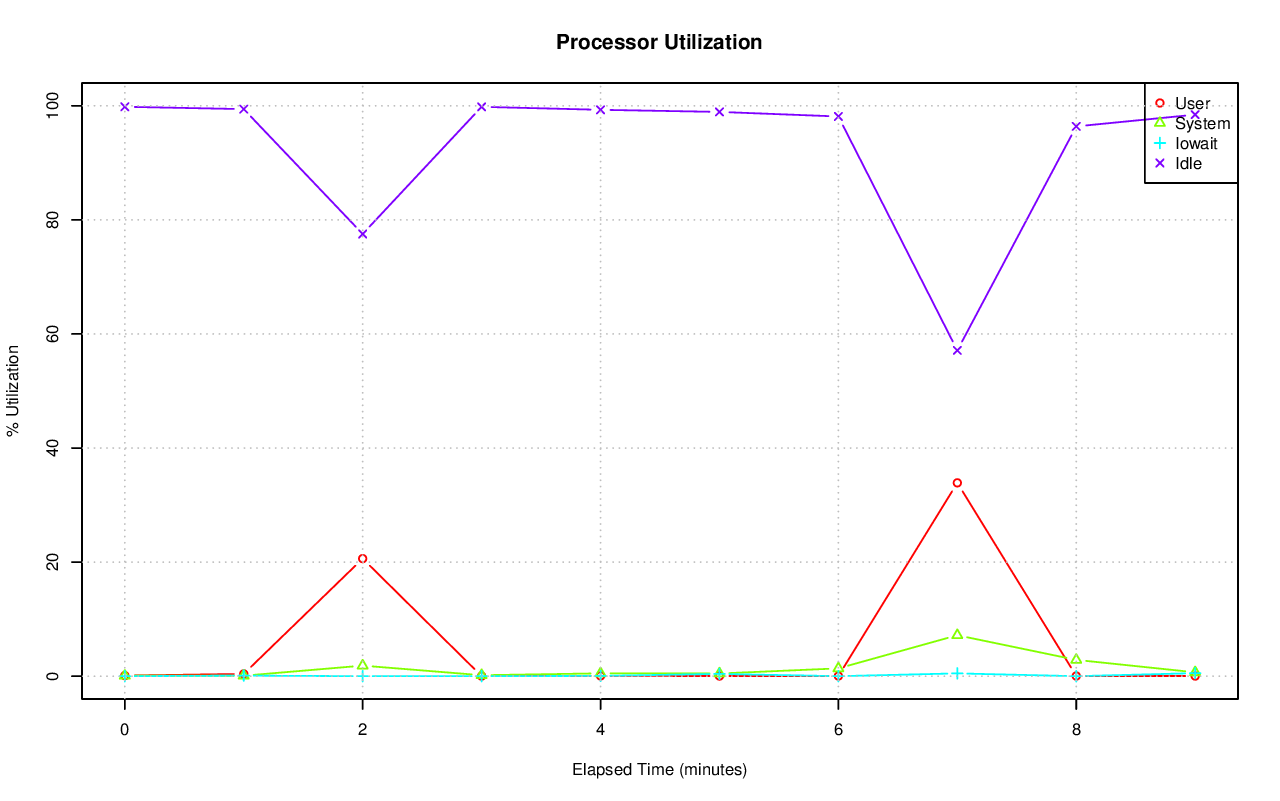 Processor Utilization
% Utilization
100
80
60
40
20
0
User
System
Iowait
Idle
0 2 4 6 8
Elapsed Time (minutes)